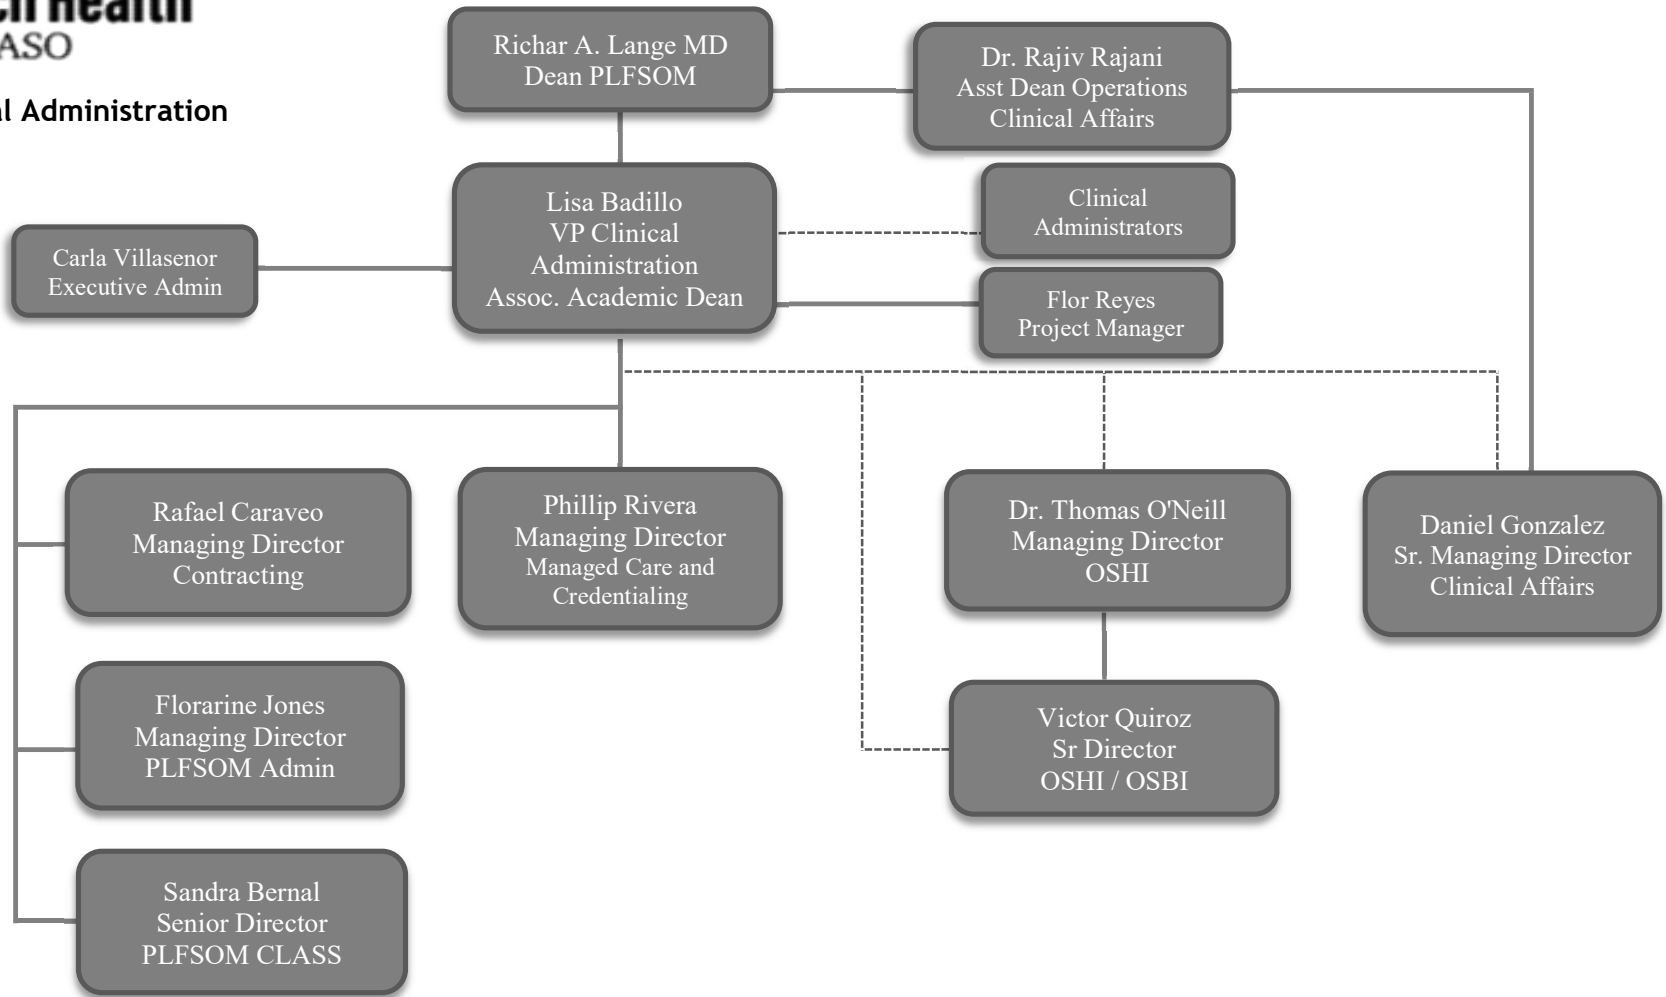 Health
ASO
Administration
Richar A. Lange MD
Dean PLFSOM
Dr. Rajiv Rajani
Asst Dean Operations
Clinical Affairs
Lisa Badillo
VP Clinical
Administration
Assoc. Academic Dean
Clinical
Administrators
Carla Villasenor
Executive Admin
Flor Reyes
Project Manager
Rafael Caraveo
Managing Director
Contracting
Phillip Rivera
Managing Director
Managed Care and
Credentialing
Dr. Thomas O'Neill
Managing Director
OSHI
Daniel Gonzalez
Sr. Managing Director
Clinical Affairs
Florarine Jones
Managing Director
PLFSOM Admin
Victor Quiroz
Sr Director
OSHI / OSBI
Sandra Bernal
Senior Director
PLFSOM CLASS